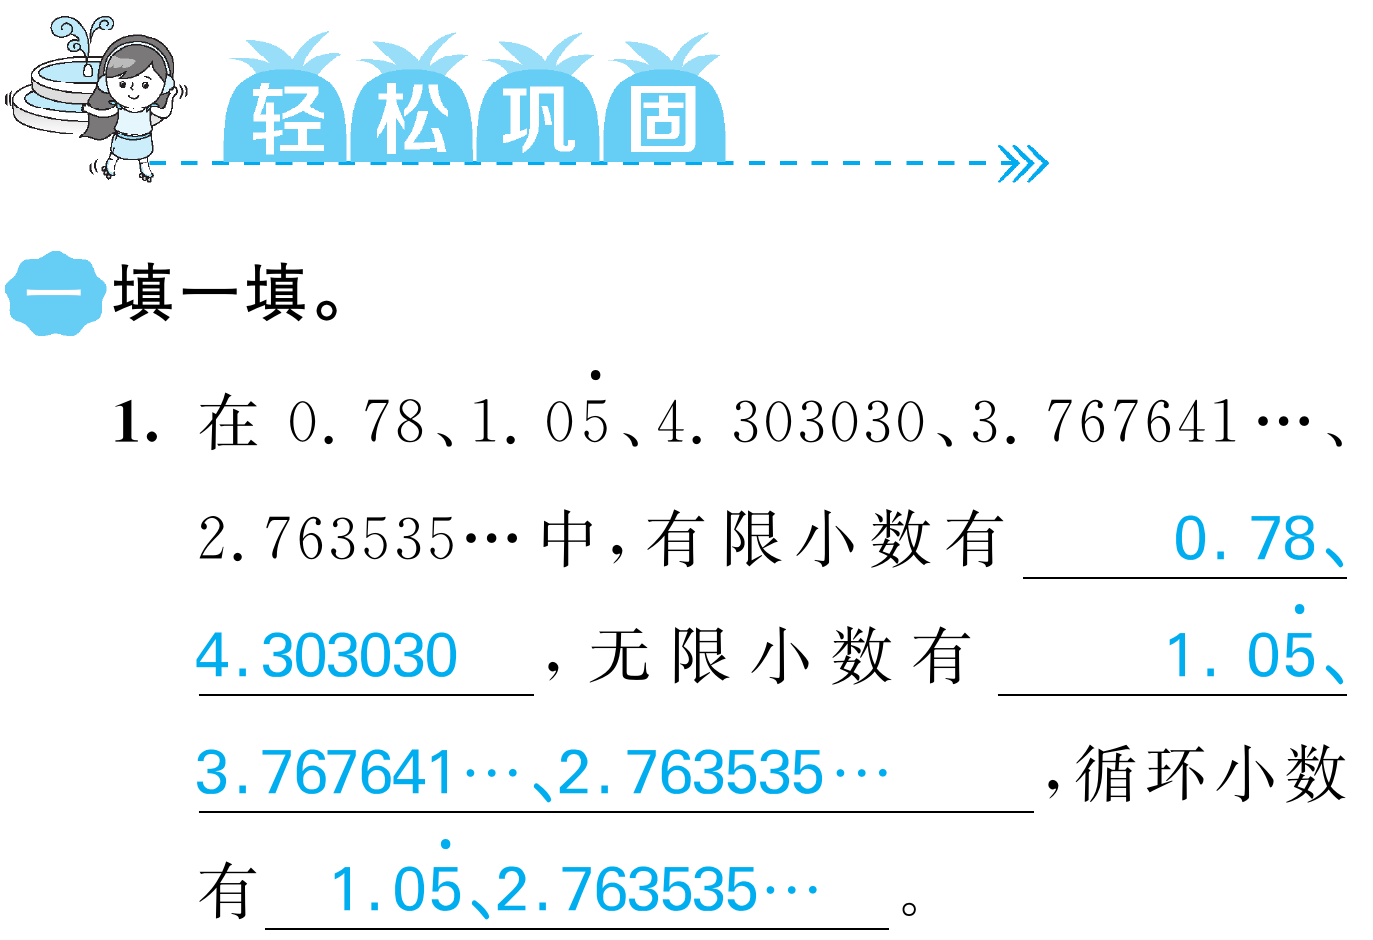 轻松巩固
一 填一填。
1. 在 0.78、1.05̇、4.303030、3.767641…、
2.763535…中,有限小数有 0.78、
4.303030 ,无限小数有 1.05̇、
3.767641…、2.763535… ,循环小数
有 1.05̇、2.763535… 。